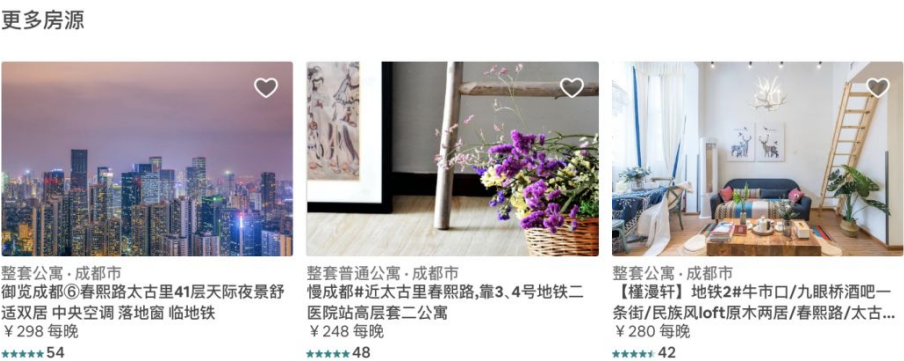 更多房源
整套公寓 · 成都市
御览成都⑥春熙路太古里41层天际夜景舒
适双居 中央空调 落地窗 临地铁
￥298 每晚
54
整套普通公寓 · 成都市
慢成都#近太古里春熙路,靠3、4号地铁二
医院站高层套二公寓
￥248 每晚
48
整套公寓 · 成都市
【槿漫轩】地铁2#牛市口/九眼桥酒吧一
条街/民族风loft原木两居/春熙路/太古...
￥280 每晚
42